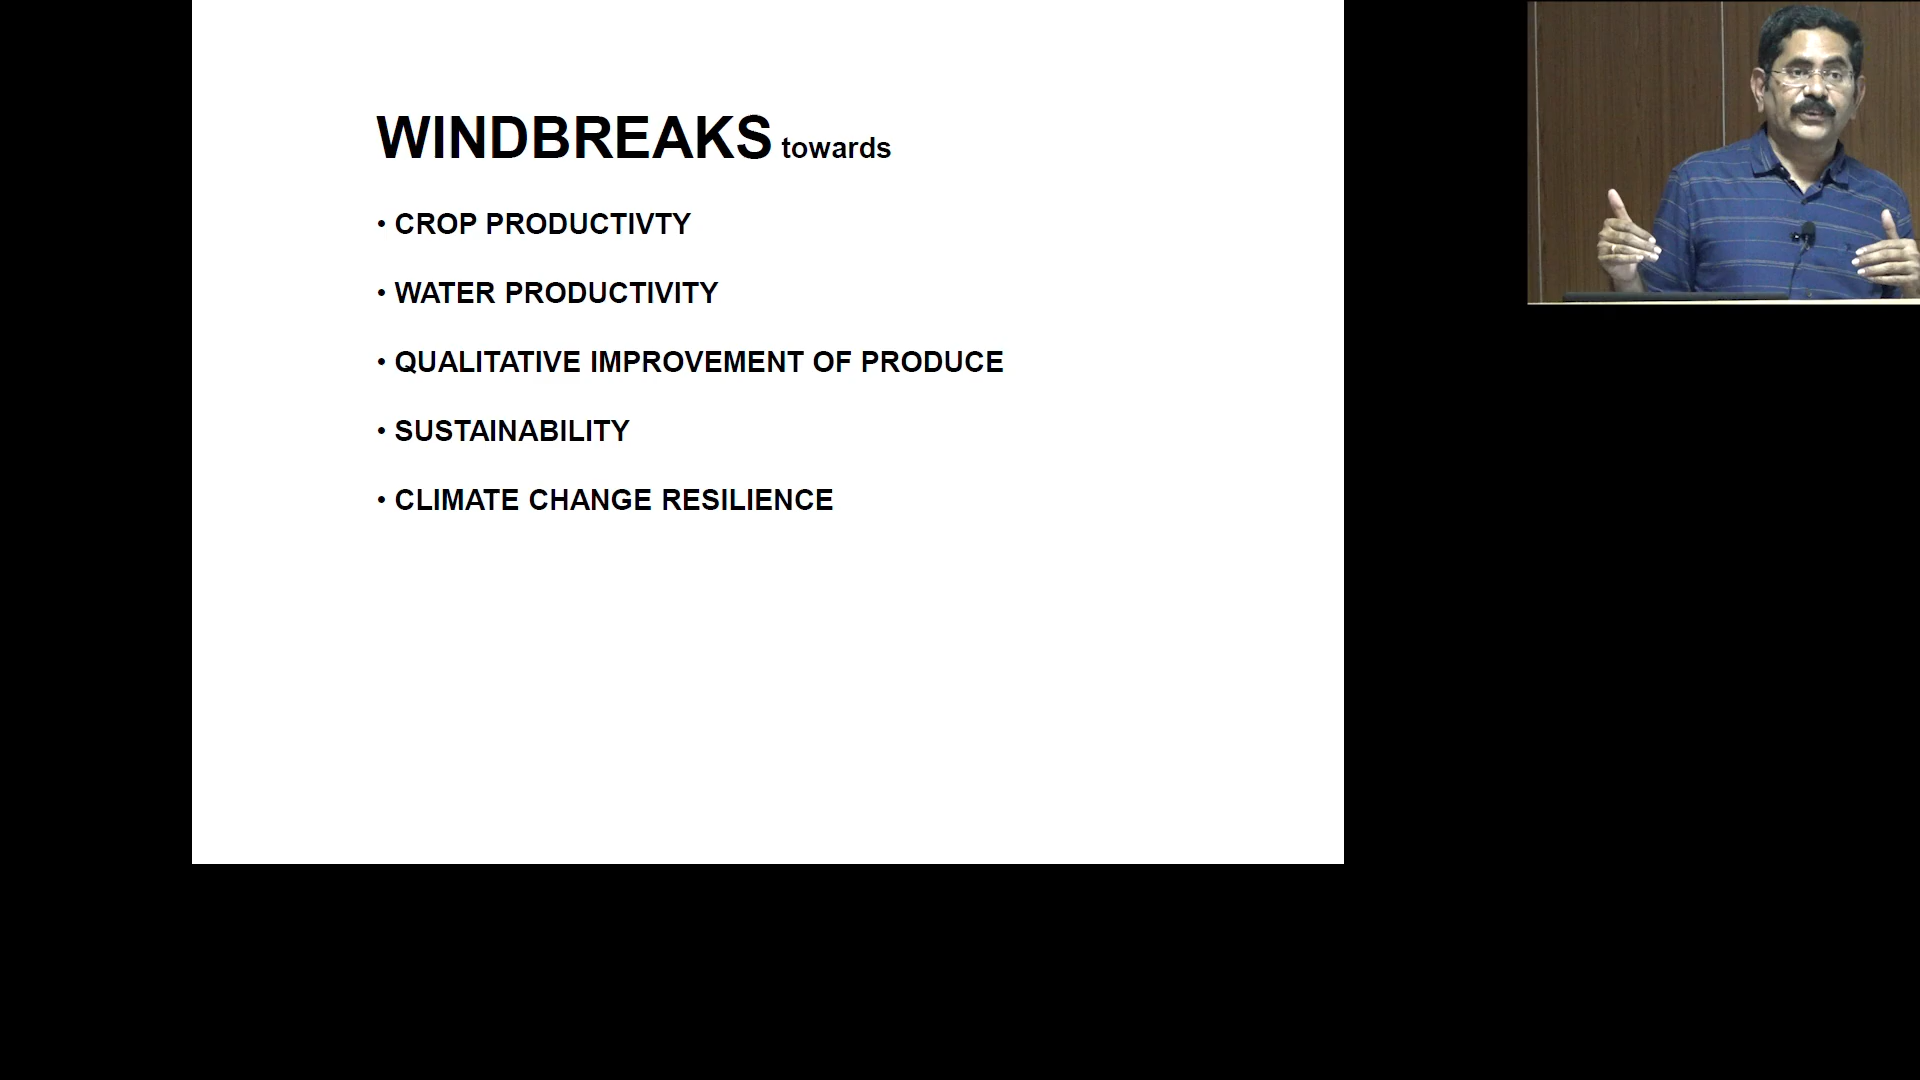 WINDBREAKS towards
• CROP PRODUCTIVTY
• WATER PRODUCTIVITY
• QUALITATIVE IMPROVEMENT OF PRODUCE
• SUSTAINABILITY
• CLIMATE CHANGE RESILIENCE